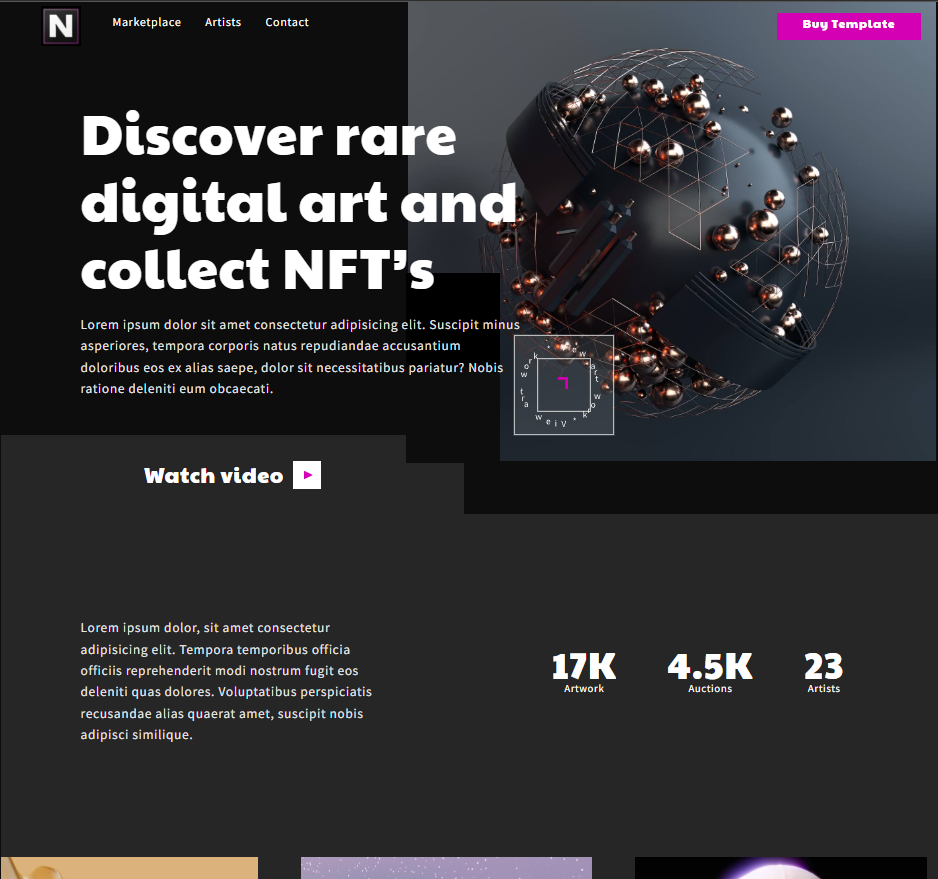 N
Marketplace Artists Contact
Buy Template
Discover rare
digital art and
collect NFT's
Lorem ipsum dolor sit amet consectetur adipisicing elit. Suscipit minus
asperiores, tempora corporis natus repudiandae accusantium
doloribus eos ex alias saepe, dolor sit necessitatibus pariatur? Nobis
ratione deleniti eum obcaecati.
View art work
Watch video
Lorem ipsum dolor, sit amet consectetur
adipisicing elit. Tempora temporibus officia
officiis reprehenderit modi nostrum fugit eos
deleniti quas dolores. Voluptatibus perspiciatis
recusandae alias quaerat amet, suscipit nobis
adipisci similique.
17K 4.5K 23
Artwork Auctions Artists